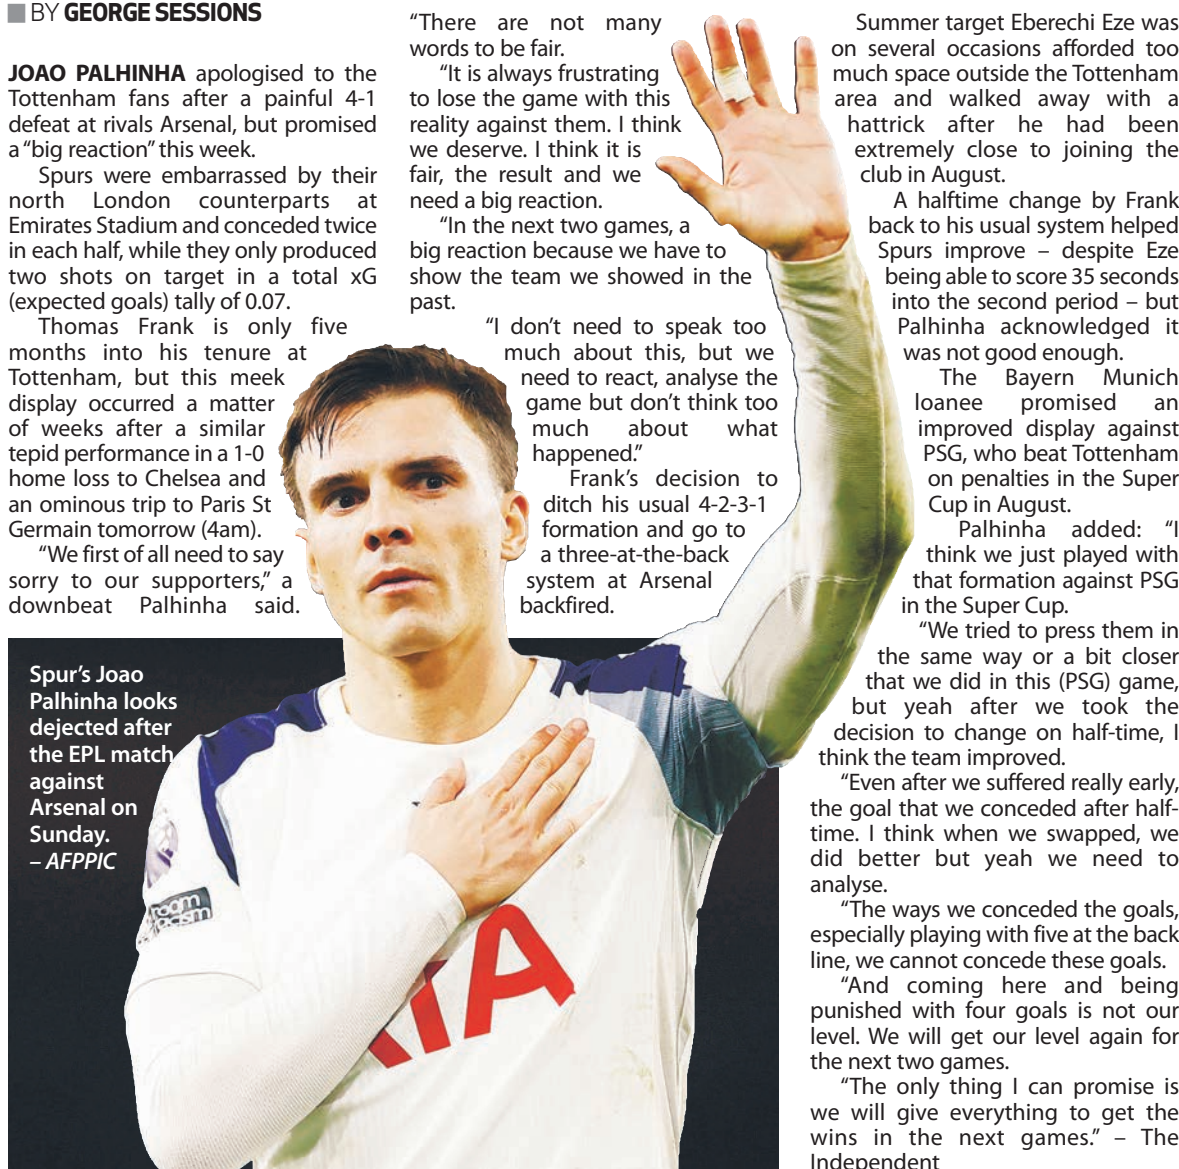 BY GEORGE SESSIONS
JOAO PALHINHA apologised to the
Tottenham fans after a painful 4-1
defeat at rivals Arsenal, but promised
a “big reaction” this week.
Spurs were embarrassed by their
north London counterparts at
Emirates Stadium and conceded twice
in each half, while they only produced
two shots on target in a total xG
(expected goals) tally of 0.07.
Thomas Frank is only five
months into his tenure at
Tottenham, but this meek
display occurred a matter
of weeks after a similar
tepid performance in a 1-0
home loss to Chelsea and
an ominous trip to Paris St
Germain tomorrow (4am).
“We first of all need to say
sorry to our supporters,” a
downbeat Palhinha said.
“There are not many
words to be fair.
“It is always frustrating
to lose the game with this
reality against them. I think
we deserve. I think it is
fair, the result and we
need a big reaction.
“In the next two games, a
big reaction because we have to
show the team we showed in the
past.
“I don’t need to speak too
much about this, but we
need to react, analyse the
game but don’t think too
much about what
happened.”
Frank’s decision to
ditch his usual 4-2-3-1
formation and go to
a three-at-the-back
system at Arsenal
backfired.
Summer target Eberechi Eze was
on several occasions afforded too
much space outside the Tottenham
area and walked away with a
hattrick after he had been
extremely close to joining the
club in August.
A halftime change by Frank
back to his usual system helped
Spurs improve – despite Eze
being able to score 35 seconds
into the second period – but
Palhinha acknowledged it
was not good enough.
The Bayern Munich
loanee promised an
improved display against
PSG, who beat Tottenham
on penalties in the Super
Cup in August.
Palhinha added: “I
think we just played with
that formation against PSG
in the Super Cup.
“We tried to press them in
the same way or a bit closer
that we did in this (PSG) game,
but yeah after we took the
decision to change on half-time, I
think the team improved.
“Even after we suffered really early,
the goal that we conceded after half-
time. I think when we swapped, we
did better but yeah we need to
analyse.
“The ways we conceded the goals,
especially playing with five at the back
line, we cannot concede these goals.
“And coming here and being
punished with four goals is not our
level. We will get our level again for
the next two games.
“The only thing I can promise is
we will give everything to get the
wins in the next games.” – The
Independent
Spur’s Joao
Palhinha looks
dejected after
the EPL match
against
Arsenal on
Sunday.
– AFPPIC
room
racism
AIA